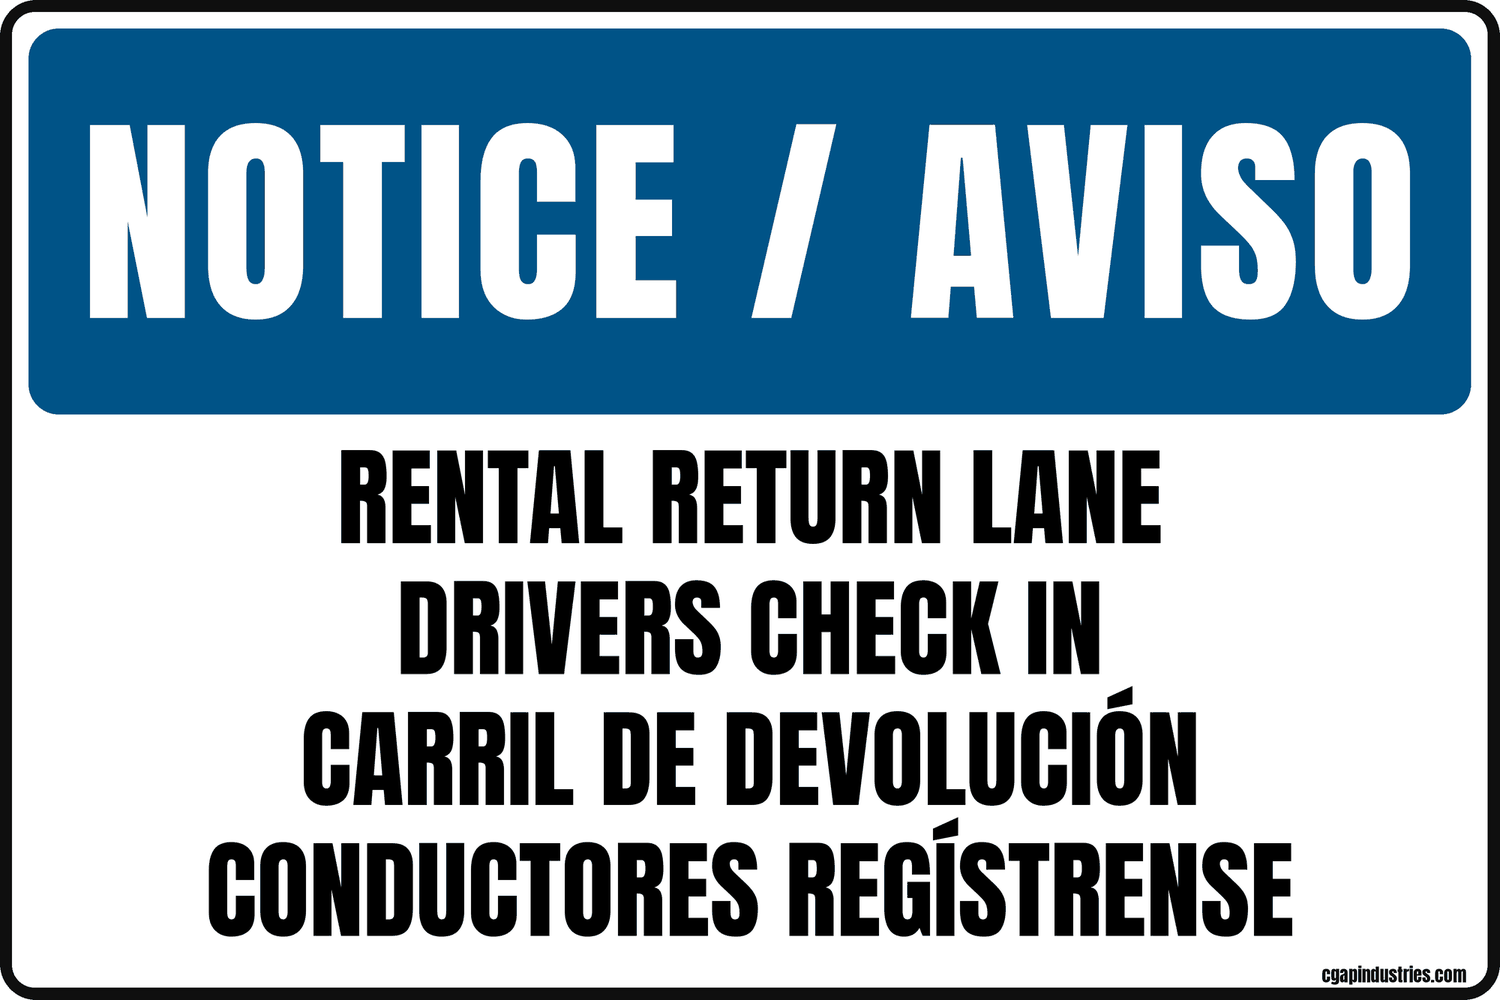 NOTICE / AVISO
RENTAL RETURN LANE
DRIVERS CHECK IN
CARRIL DE DEVOLUCIÓN
CONDUCTORES REGÍSTRENSE
cgapindustries.com